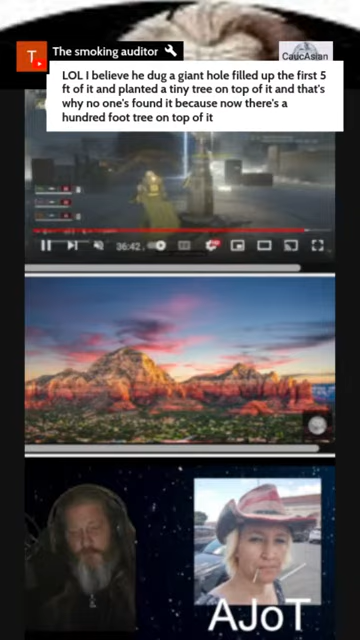 T
The smoking auditor
CaucAsian
LOL I believe he dug a giant hole filled up the first 5
ft of it and planted a tiny tree on top of it and that's
why no one's found it because now there's a
hundred foot tree on top of it
36:42
AJoT